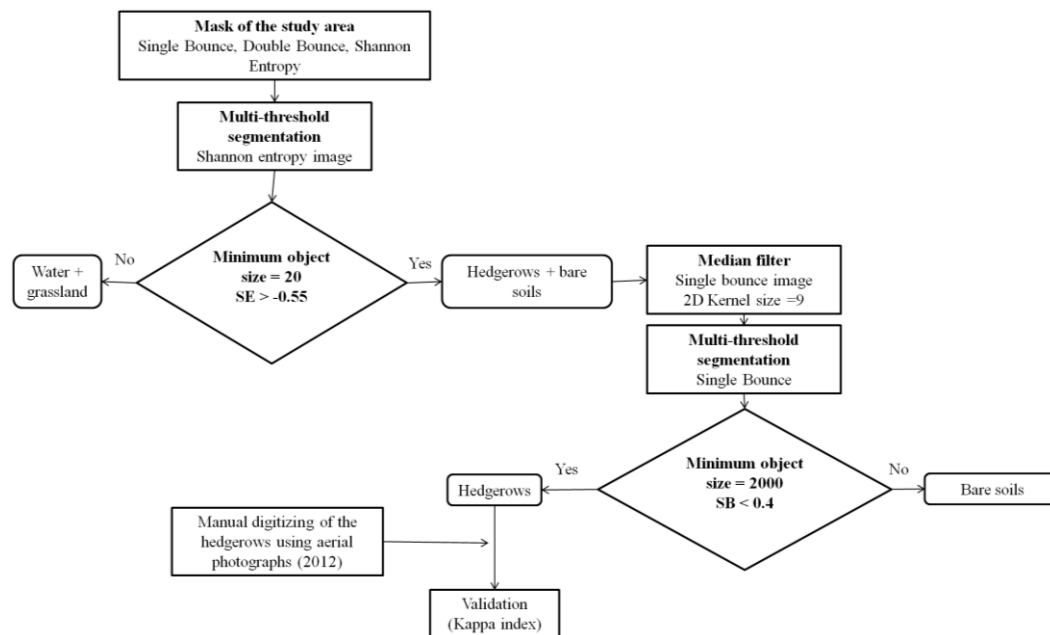 Mask of the study area
Single Bounce, Double Bounce, Shannon
Entropy
Multi-threshold
segmentation
Shannon entropy image
Minimum object
size = 20
SE > -0.55
No
Water +
grassland
Yes
Hedgerows + bare
soils
Median filter
Single bounce image
2D Kernel size =9
Multi-threshold
segmentation
Single Bounce
Minimum object
size = 2000
SB < 0.4
Yes
No
Hedgerows
Bare soils
Manual digitizing of the
hedgerows using aerial
photographs (2012)
Validation
(Kappa index)